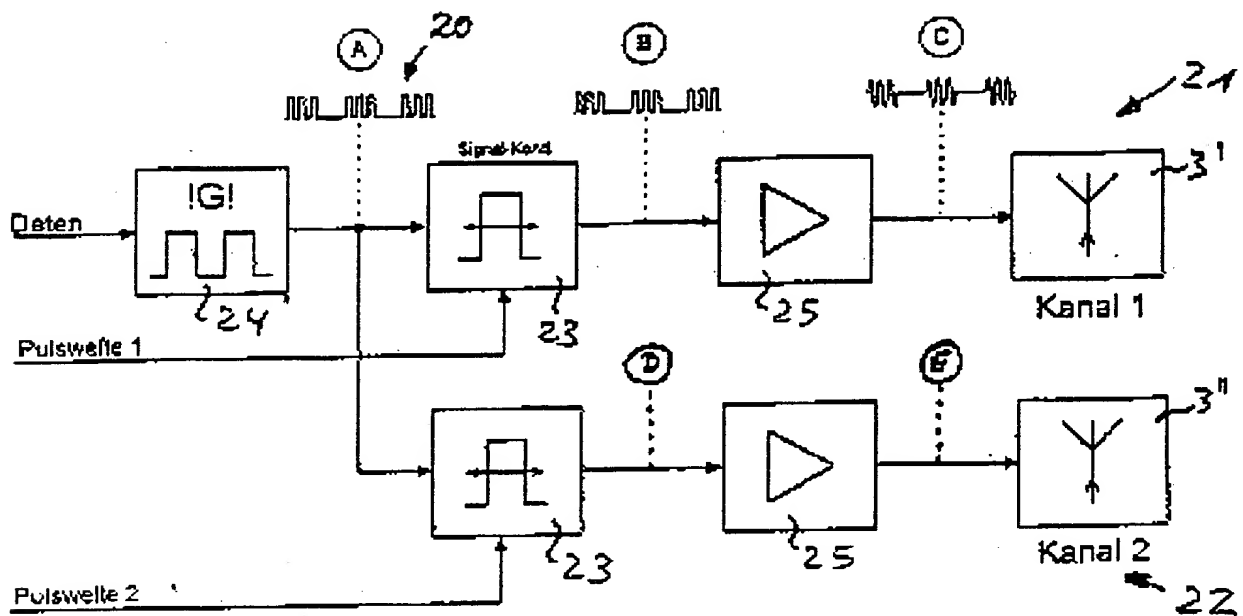 A
20
B
C
21
Signal-Kond
!G!
3'
Daten
24
23
25
Kanal 1
Pulswelle 1
D
E
3"
23
25
Kanal 2
Pulswelle 2
22